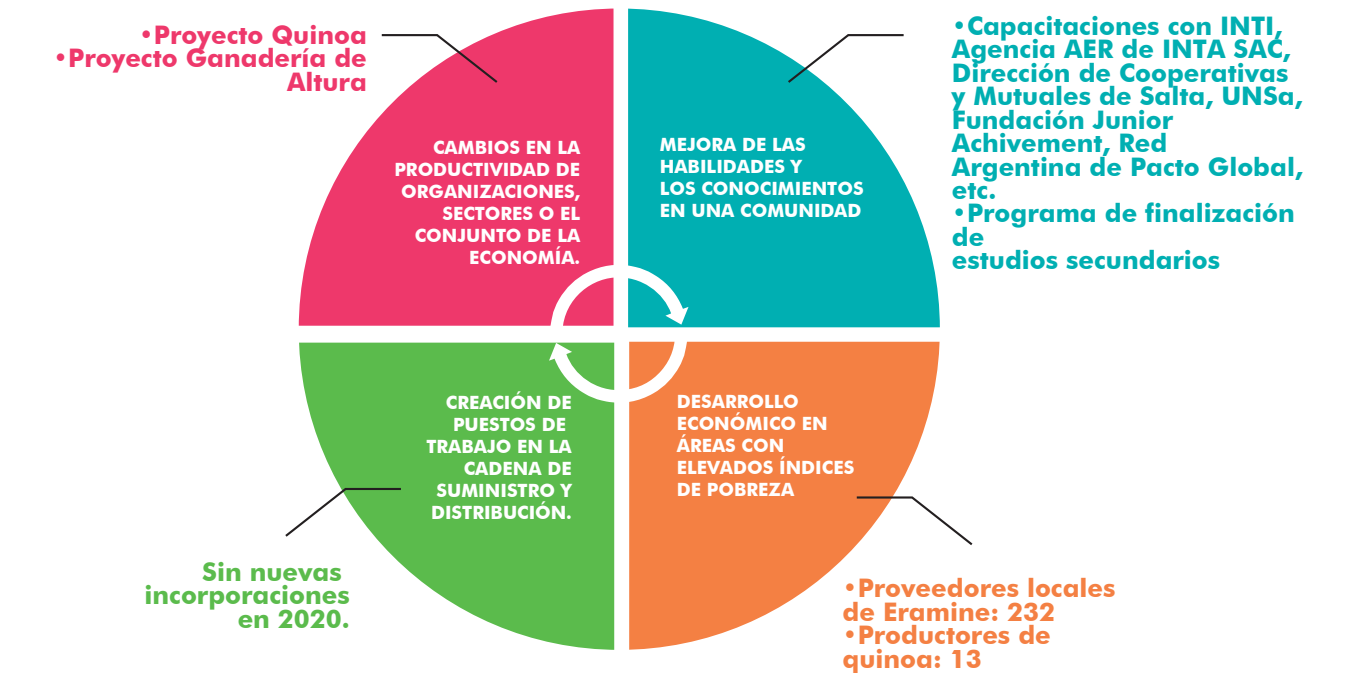 •Proyecto Quinoa
•Proyecto Ganadería de
Altura
CAMBIOS EN LA
PRODUCTIVIDAD DE
ORGANIZACIONES,
SECTORES O EL
CONJUNTO DE LA
ECONOMÍA.
MEJORA DE LAS
HABILIDADES Y
LOS CONOCIMIENTOS
EN UNA COMUNIDAD
•Capacitaciones con INTI,
Agencia AER de INTA SAC,
Dirección de Cooperativas
y Mutuales de Salta, UNSa,
Fundación Junior
Achivement, Red
Argentina de Pacto Global,
etc.
•Programa de finalización
de
estudios secundarios
CREACIÓN DE
PUESTOS DE
TRABAJO EN LA
CADENA DE
SUMINISTRO Y
DISTRIBUCIÓN.
Sin nuevas
incorporaciones
en 2020.
DESARROLLO
ECONÓMICO EN
ÁREAS CON
ELEVADOS ÍNDICES
DE POBREZA
•Proveedores locales
de Eramine: 232
•Productores de
quinoa: 13